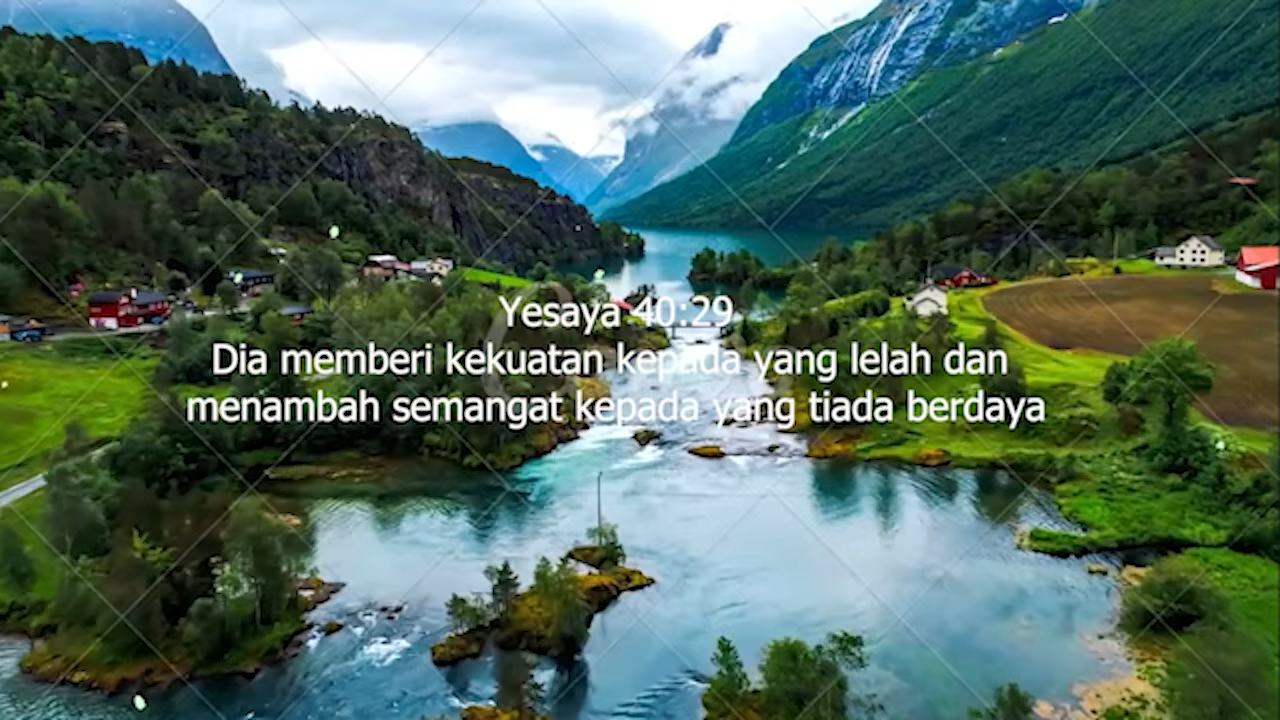 Yesaya 40:29
Dia memberi kekuatan kepada yang lelah dan
menambah semangat kepada yang tiada berdaya